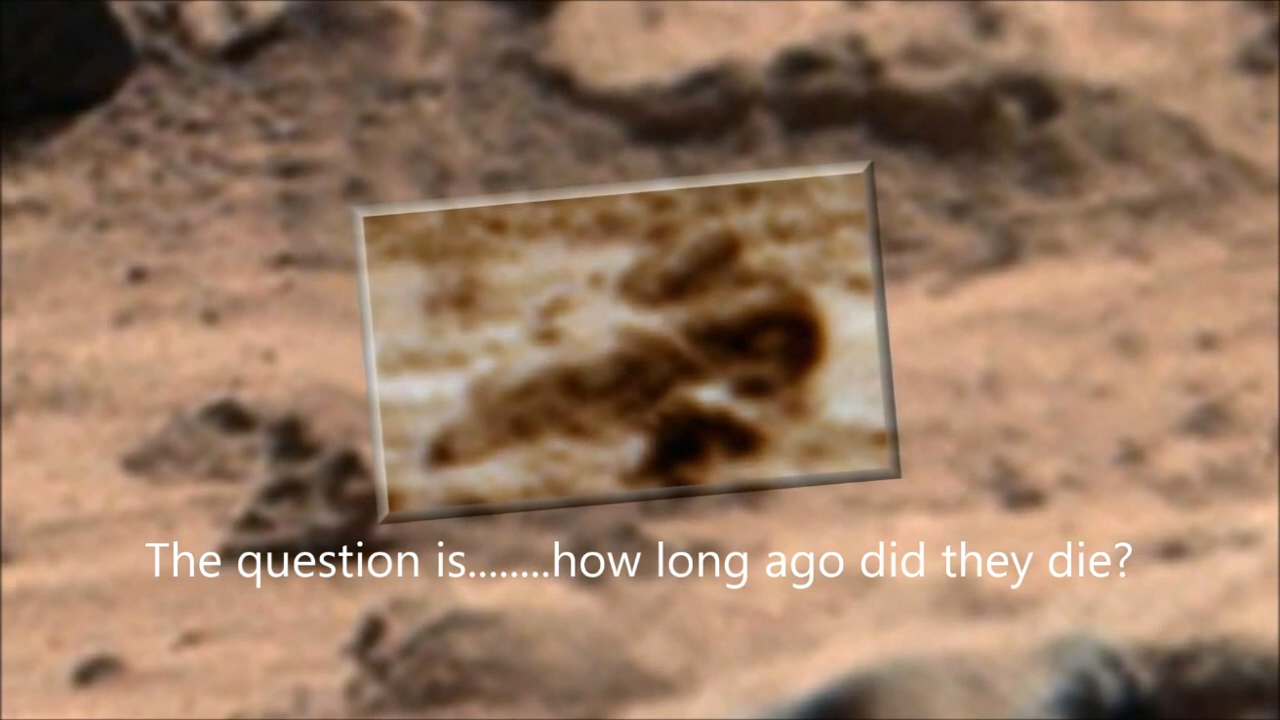 The question is........how long ago did they die?